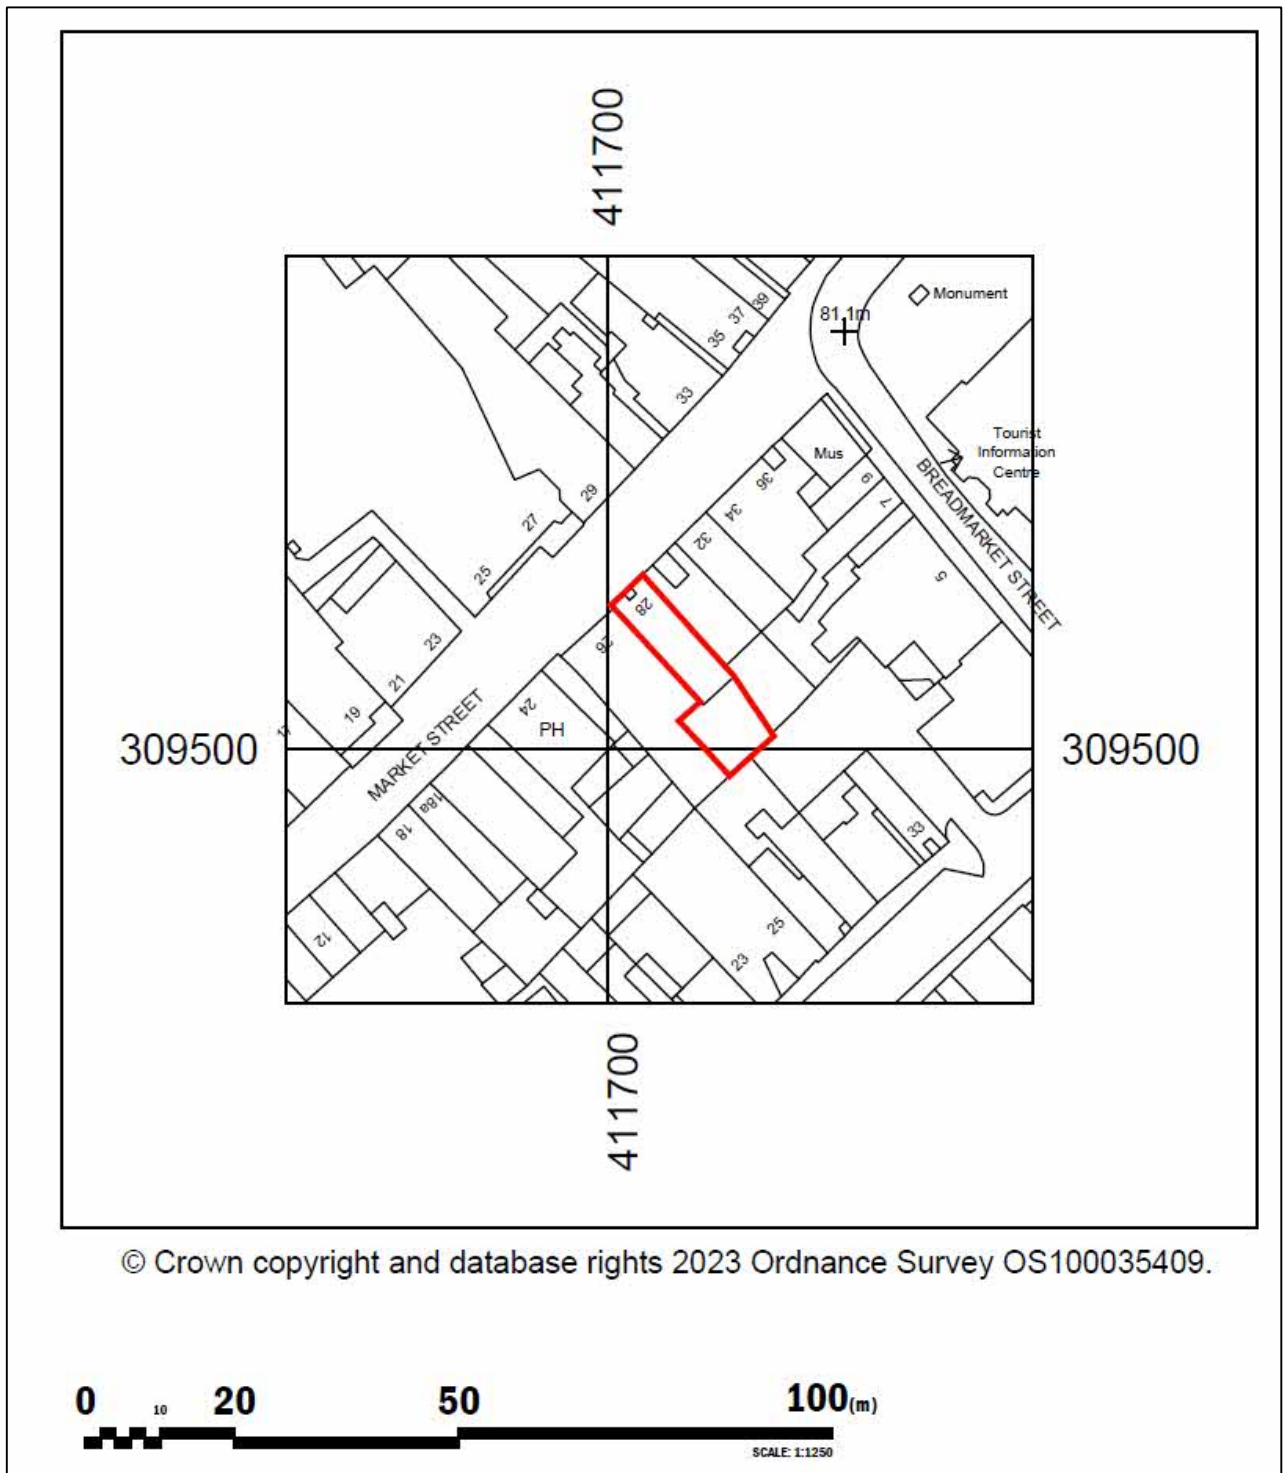 411700
Monument
81.1m
39
37
35
33
Tourist
Information
Centre
Mus
9
7
BREADMARKET STREET
5
36
34
32
29
27
25
28
26
23
21
19
17
24
PH
MARKET STREET
309500
309500
18a
18
12
33
25
23
411700
© Crown copyright and database rights 2023 Ordnance Survey OS100035409.
0 10 20 50 100(m)
SCALE: 1:1250